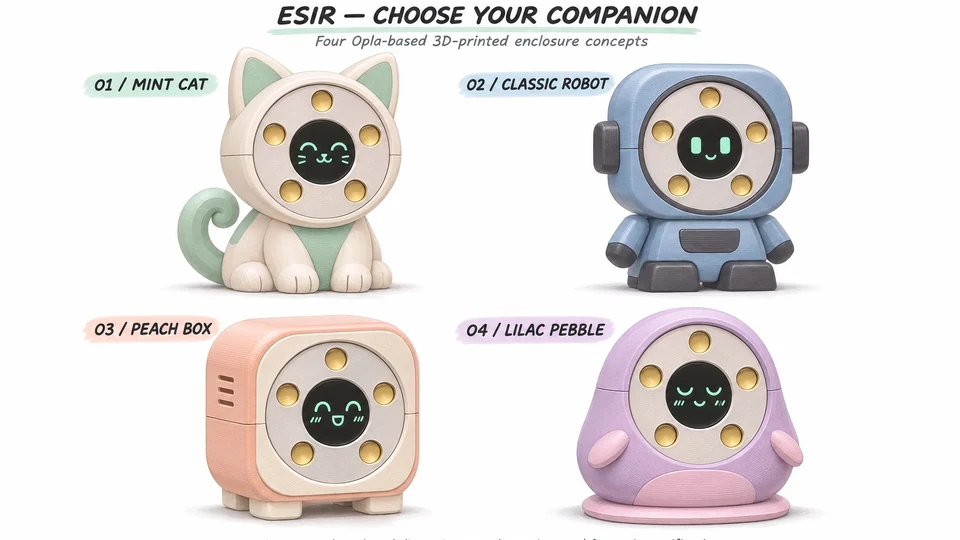 ESIR — CHOOSE YOUR COMPANION
Four Opla-based 3D-printed enclosure concepts
01 / MINT CAT
02 / CLASSIC ROBOT
03 / PEACH BOX
04 / LILAC PEBBLE